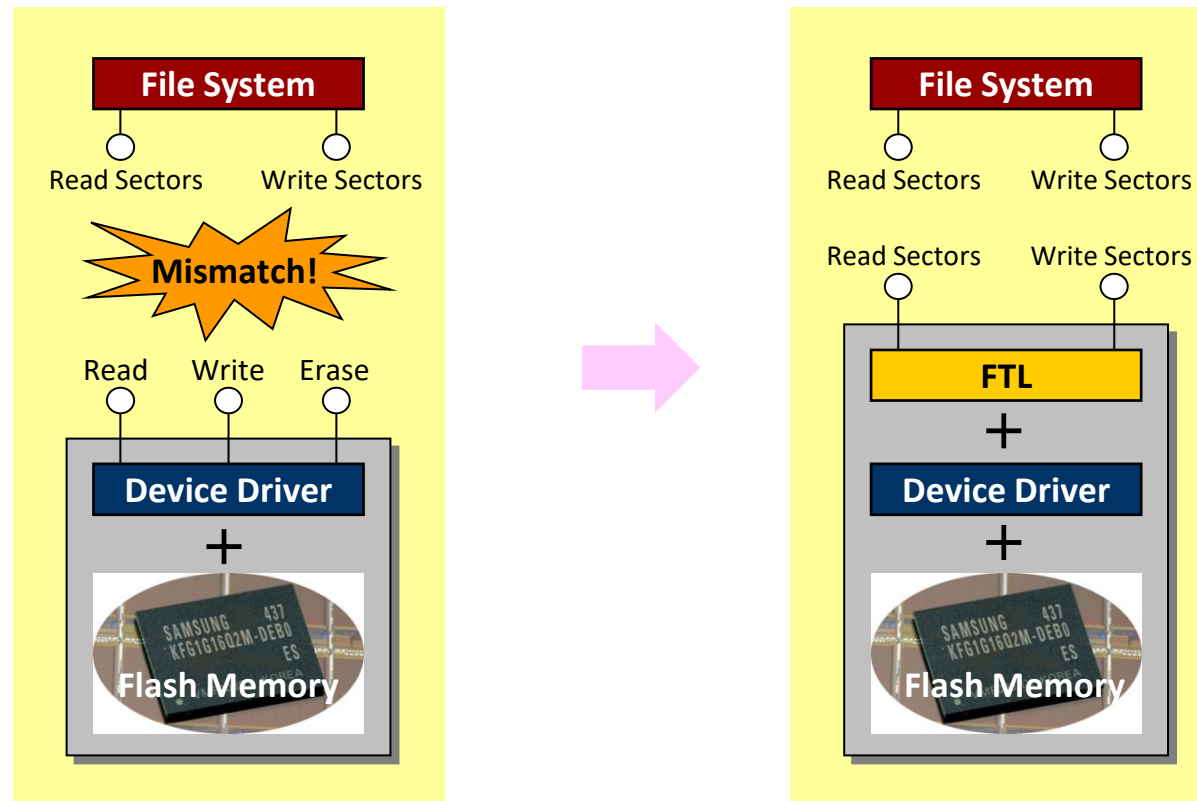 File System
Read Sectors Write Sectors
Mismatch!
Read Write Erase
Device Driver
+
SAMSUNG 437
KFG1G16Q2M-DEB0
ES
Flash Memory
File System
Read Sectors Write Sectors
Read Sectors Write Sectors
FTL
+
Device Driver
+
SAMSUNG 437
KFG1G16Q2M-DEB0
ES
Flash Memory